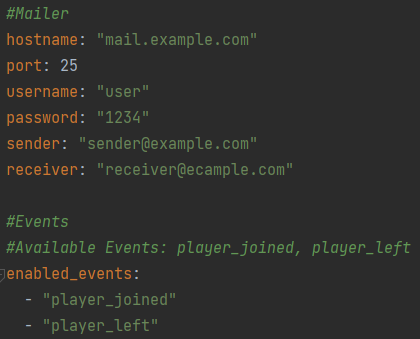 #Mailer
hostname: "mail.example.com"
port: 25
username: "user"
password: "1234"
sender: "sender@example.com"
receiver: "receiver@ecample.com"
#Events
#Available Events: player_joined, player_left
enabled_events:
- "player_joined"
- "player_left"